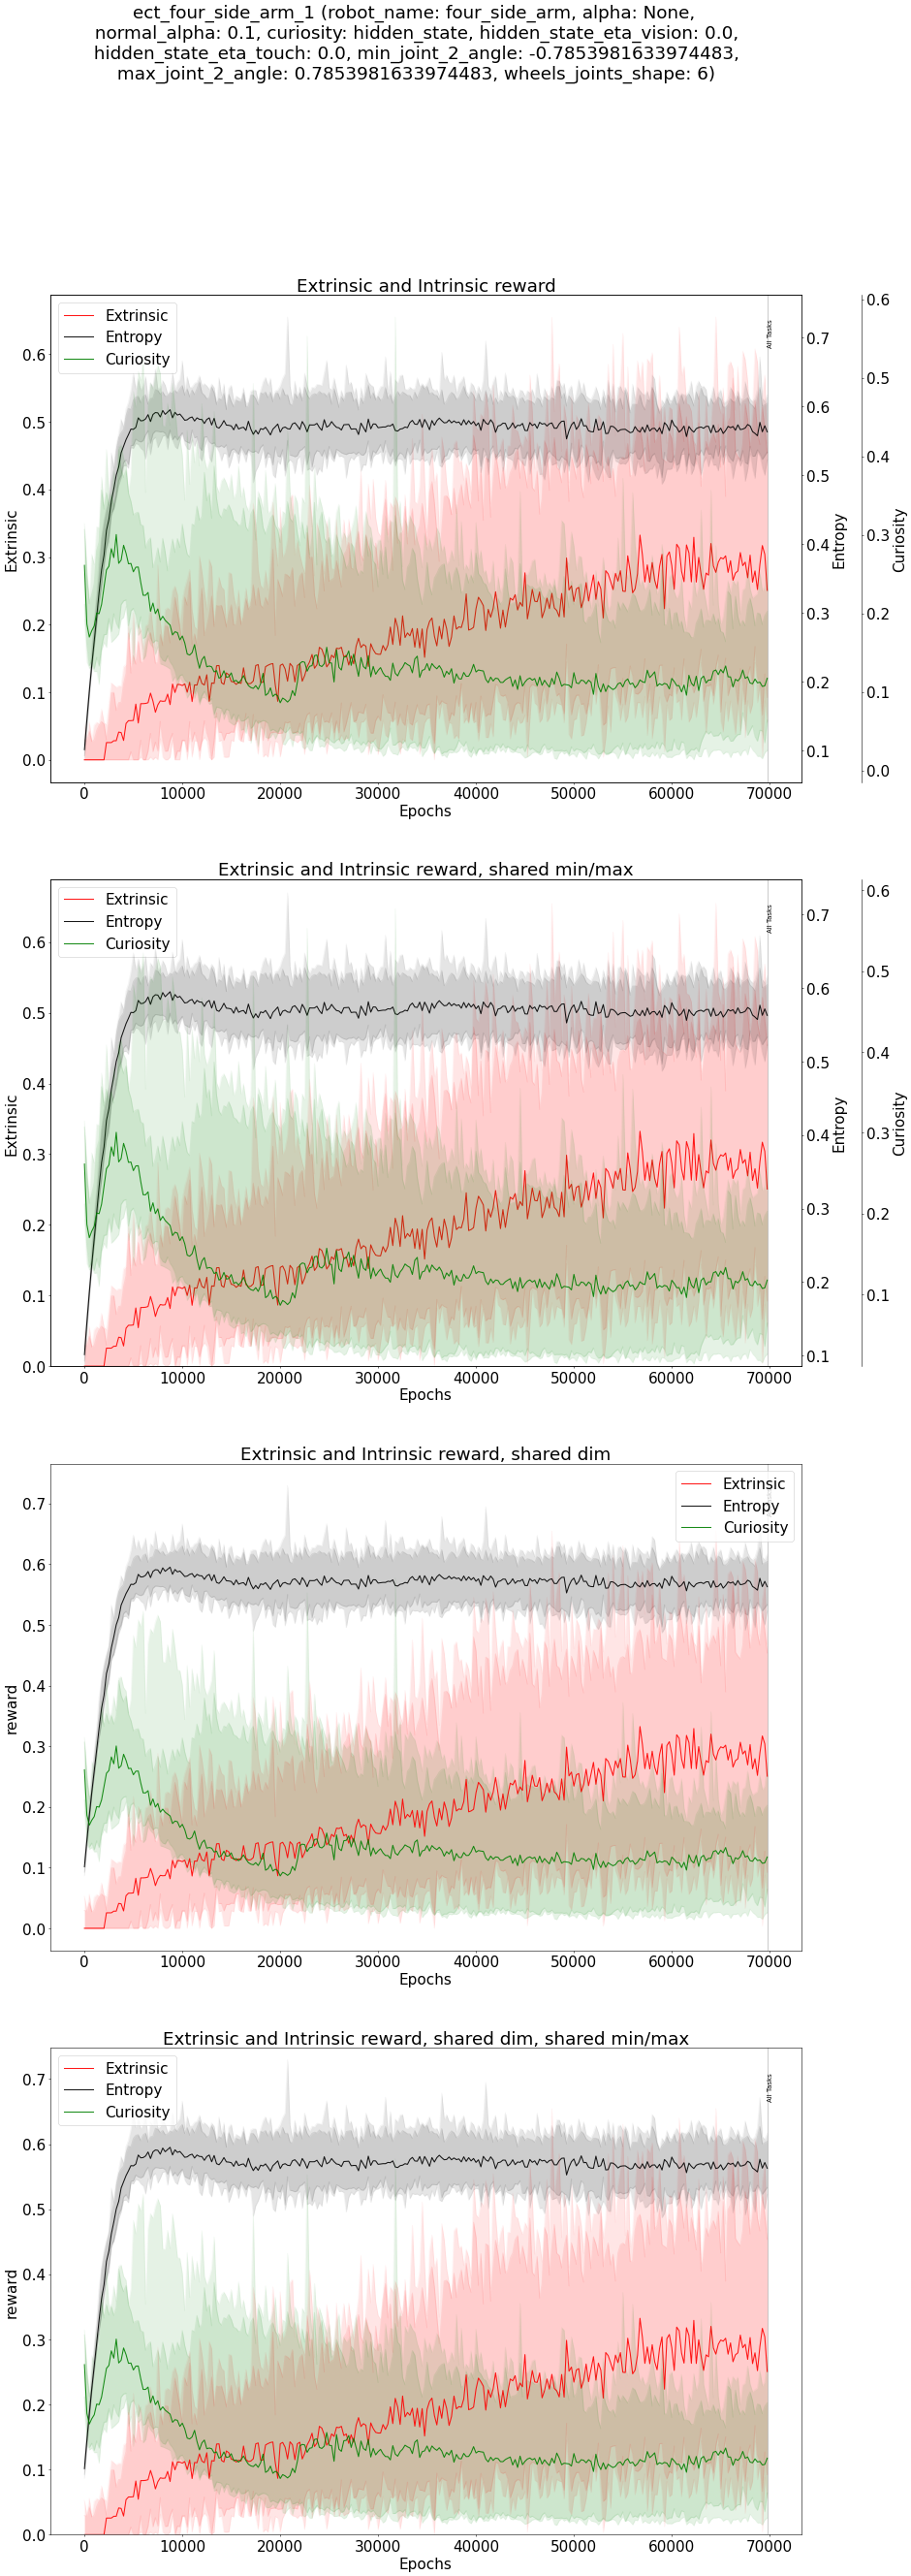 ect_four_side_arm_1 (robot_name: four_side_arm, alpha: None,
normal_alpha: 0.1, curiosity: hidden_state, hidden_state_eta_vision: 0.0,
hidden_state_eta_touch: 0.0, min_joint_2_angle: -0.7853981633974483,
max_joint_2_angle: 0.7853981633974483, wheels_joints_shape: 6)
Extrinsic and Intrinsic reward
Extrinsic
Entropy
Curiosity
All Tasks
0.6
0.5
0.4
0.3
0.2
0.1
0.0
Extrinsic
0.7
0.6
0.5
0.4
0.3
0.2
0.1
Entropy
0.6
0.5
0.4
0.3
0.2
0.1
0.0
Curiosity
0 10000 20000 30000 40000 50000 60000 70000
Epochs
Extrinsic and Intrinsic reward, shared min/max
Extrinsic
Entropy
Curiosity
All Tasks
0.6
0.5
0.4
0.3
0.2
0.1
0.0
Extrinsic
0.7
0.6
0.5
0.4
0.3
0.2
0.1
Entropy
0.6
0.5
0.4
0.3
0.2
0.1
Curiosity
0 10000 20000 30000 40000 50000 60000 70000
Epochs
Extrinsic and Intrinsic reward, shared dim
Extrinsic
Entropy
Curiosity
0.7
0.6
0.5
0.4
0.3
0.2
0.1
0.0
reward
0 10000 20000 30000 40000 50000 60000 70000
Epochs
Extrinsic and Intrinsic reward, shared dim, shared min/max
Extrinsic
Entropy
Curiosity
All Tasks
0.7
0.6
0.5
0.4
0.3
0.2
0.1
0.0
reward
0 10000 20000 30000 40000 50000 60000 70000
Epochs